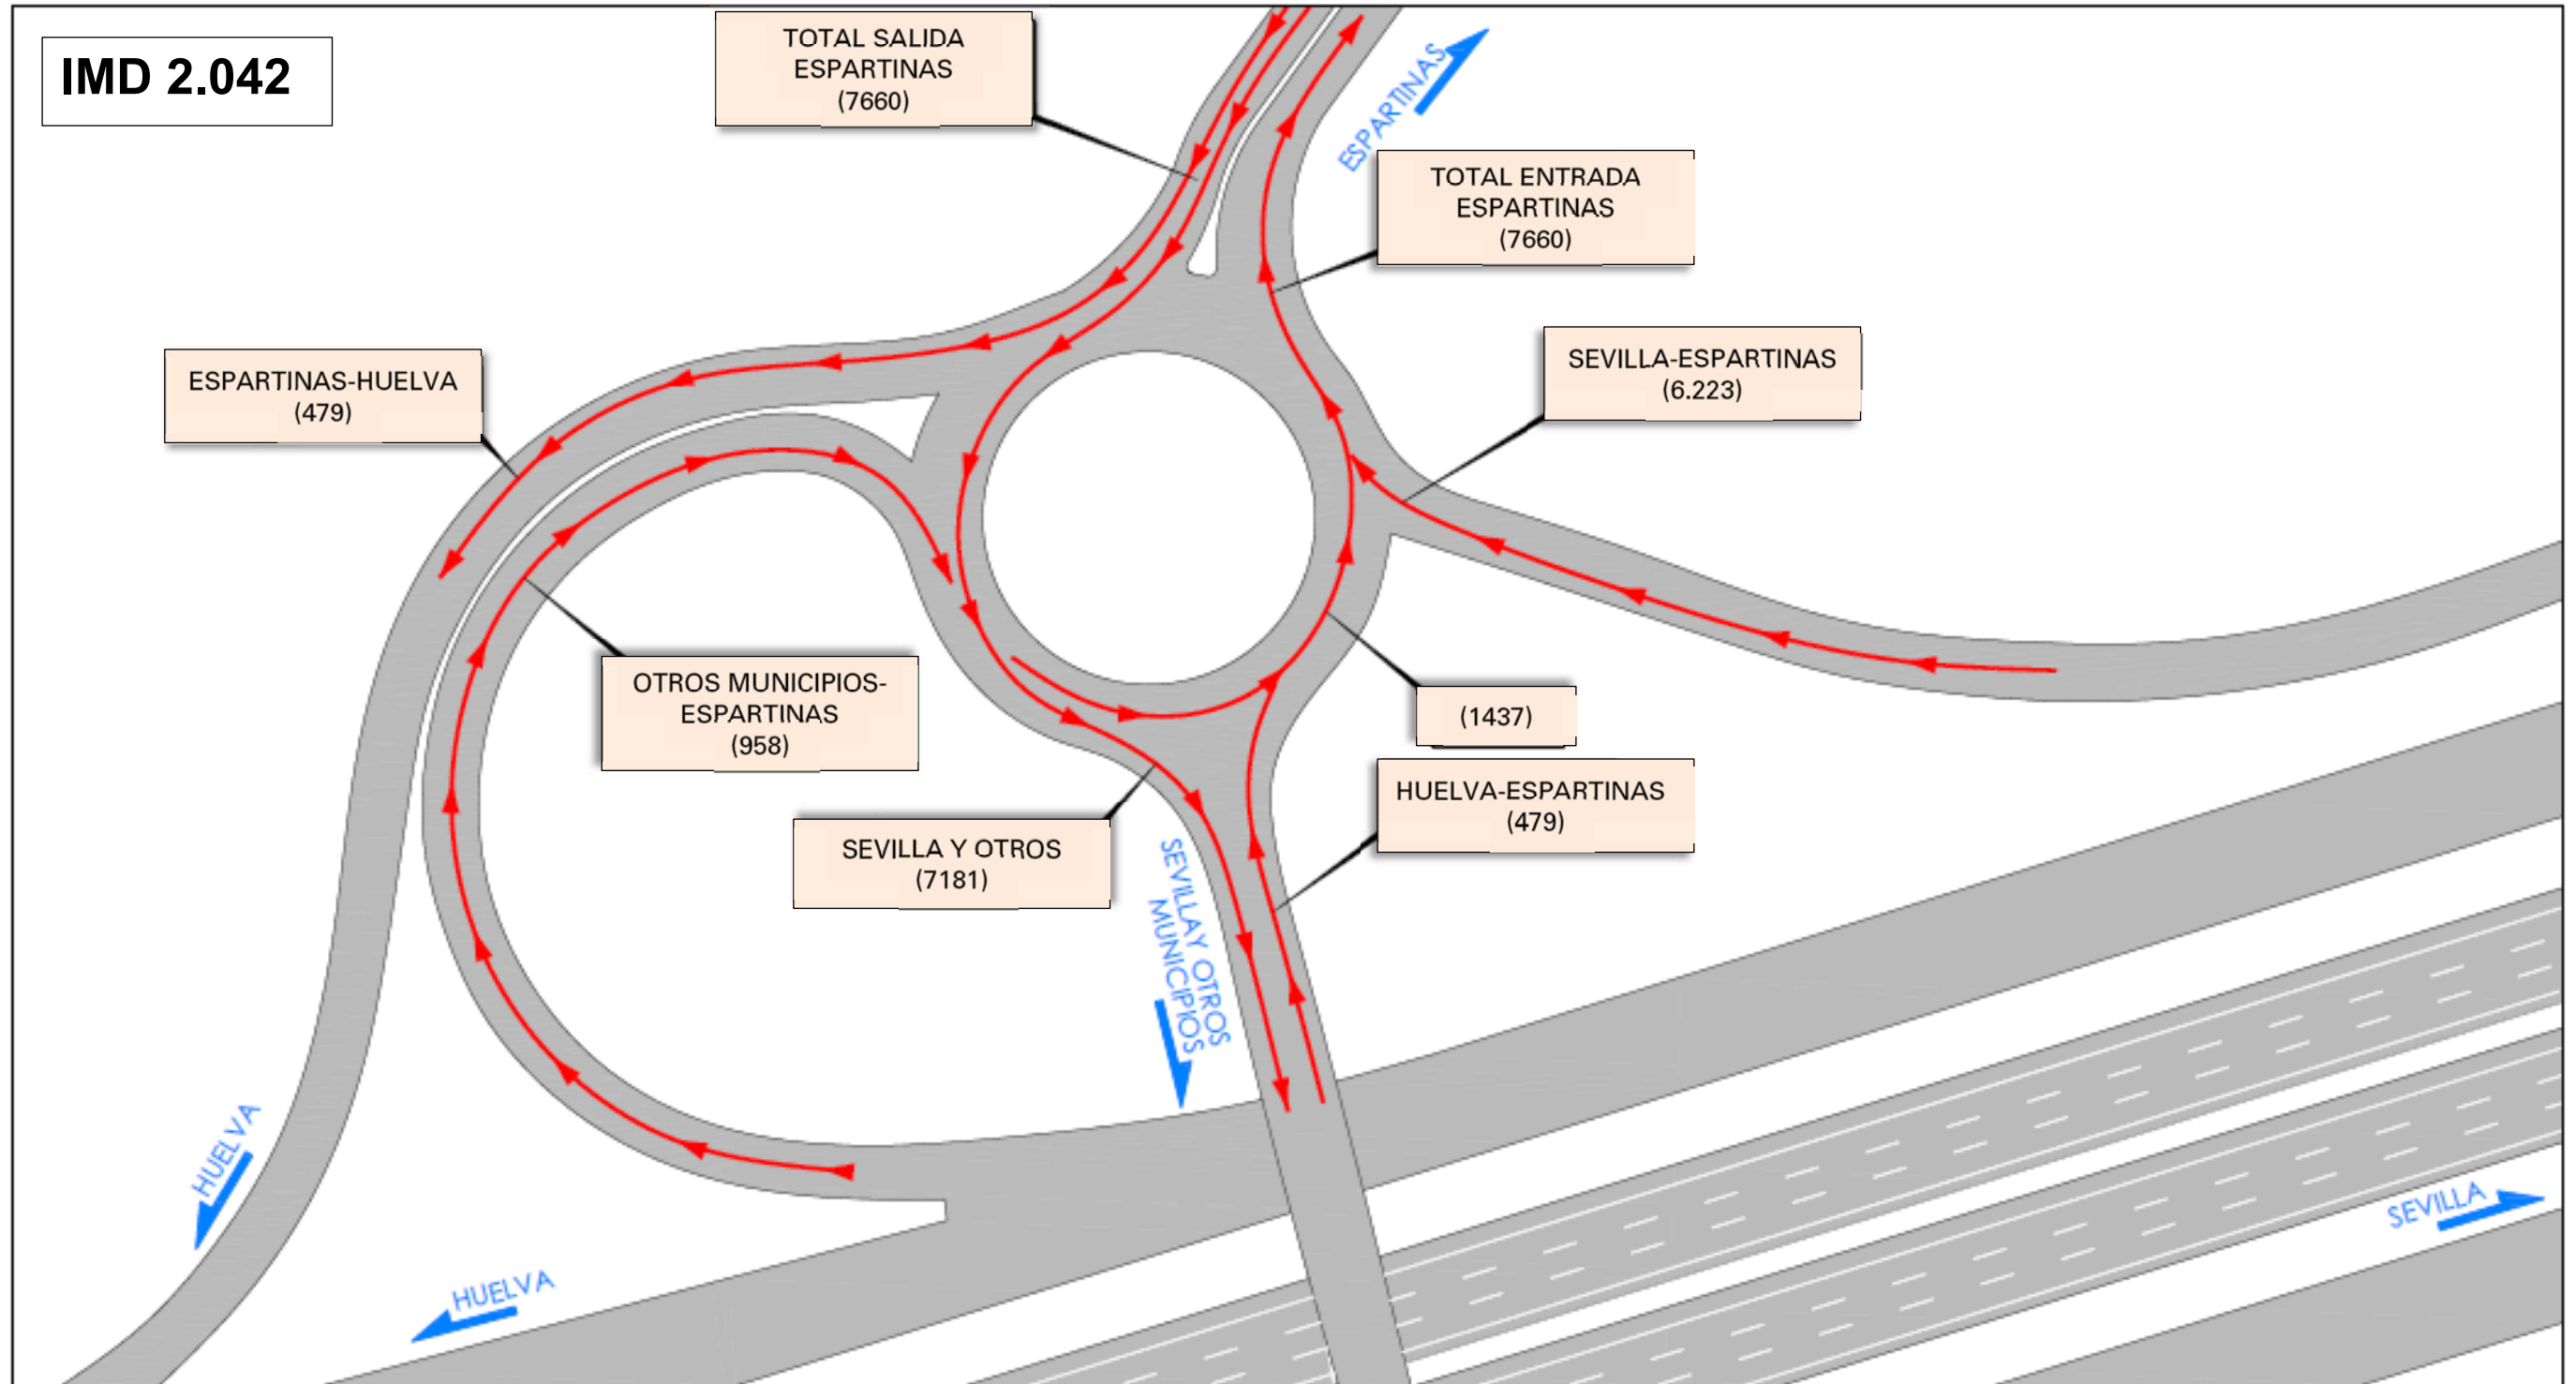 IMD 2.042
TOTAL SALIDA
ESPARTINAS
(7660)
ESPARTINAS
TOTAL ENTRADA
ESPARTINAS
(7660)
SEVILLA-ESPARTINAS
(6.223)
ESPARTINAS-HUELVA
(479)
OTROS MUNICIPIOS-
ESPARTINAS
(958)
(1437)
HUELVA-ESPARTINAS
(479)
SEVILLA Y OTROS
(7181)
SEVILLA Y OTROS
MUNICIPIOS
HUELVA
HUELVA
SEVILLA